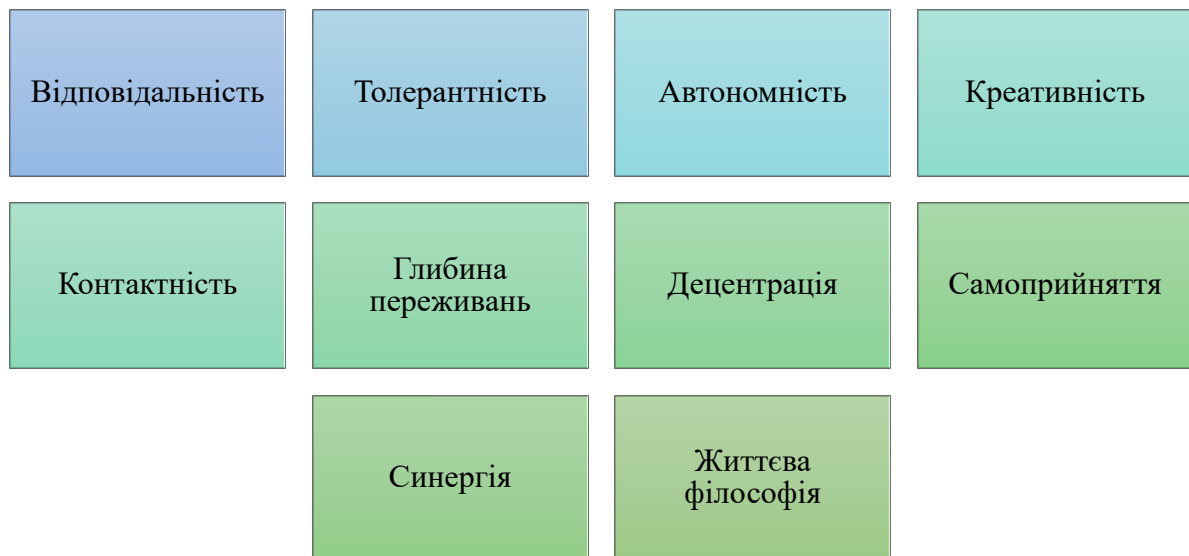 Відповідальність
Толерантність
Автономність
Креативність
Контактність
Глибина
переживань
Децентрація
Самоприйняття
Синергія
Життєва
філософія